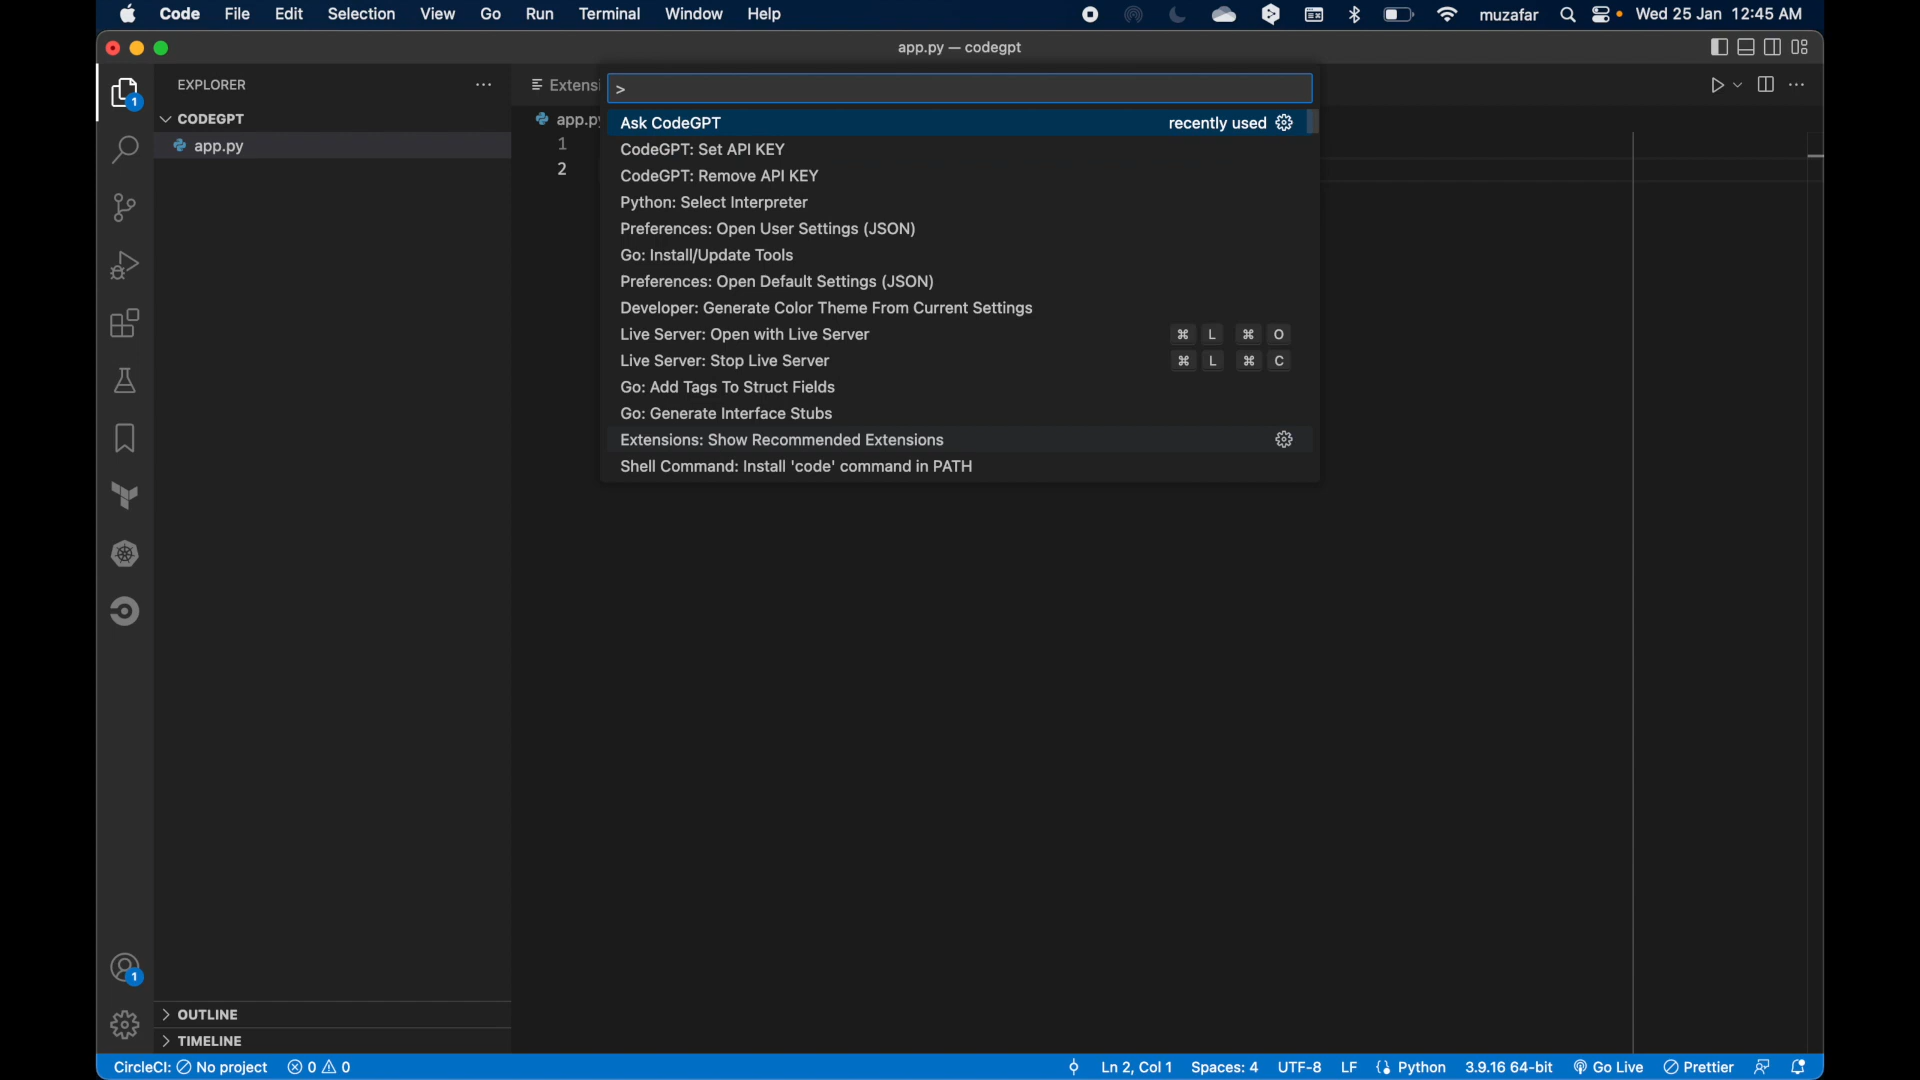 Code File Edit Selection View Go Run Terminal Window Help muzafar Wed 25 Jan 12:45 AM
app.py — codegpt
EXPLORER
CODEGPT
app.py
1
OUTLINE
TIMELINE
1
Extensi
app.py
1
2
>
Ask CodeGPT recently used
CodeGPT: Set API KEY
CodeGPT: Remove API KEY
Python: Select Interpreter
Preferences: Open User Settings (JSON)
Go: Install/Update Tools
Preferences: Open Default Settings (JSON)
Developer: Generate Color Theme From Current Settings
Live Server: Open with Live Server ⌘ L ⌘ O
Live Server: Stop Live Server ⌘ L ⌘ C
Go: Add Tags To Struct Fields
Go: Generate Interface Stubs
Extensions: Show Recommended Extensions
Shell Command: Install 'code' command in PATH
CircleCI: No project 0 0 Ln 2, Col 1 Spaces: 4 UTF-8 LF Python 3.9.16 64-bit Go Live Prettier